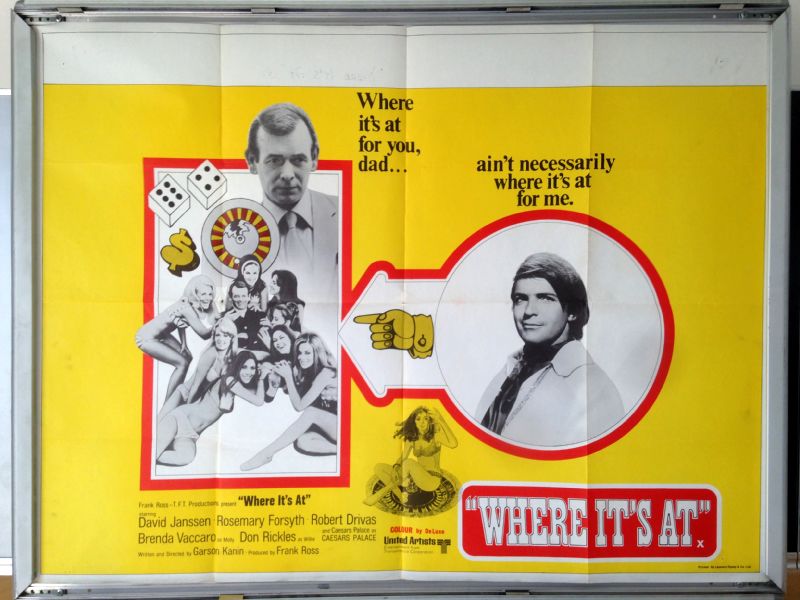 Where
it's at
for you,
dad...
ain't necessarily
where it's at
for me.
$
Frank Ross–T.F.T. Productions present "Where It's At"
starring
David Janssen · Rosemary Forsyth · Robert Drivas
Brenda Vaccaro as Molly Don Rickles as Willie and Caesars Palace as CAESARS PALACE
Written and Directed by Garson Kanin · Produced by Frank Ross
COLOUR by DeLuxe
United Artists
"WHERE IT'S AT" X